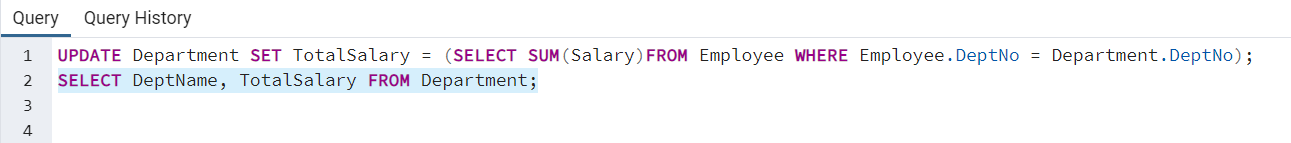 Query Query History
1 UPDATE Department SET TotalSalary = (SELECT SUM(Salary)FROM Employee WHERE Employee.DeptNo = Department.DeptNo);
2 SELECT DeptName, TotalSalary FROM Department;
3
4